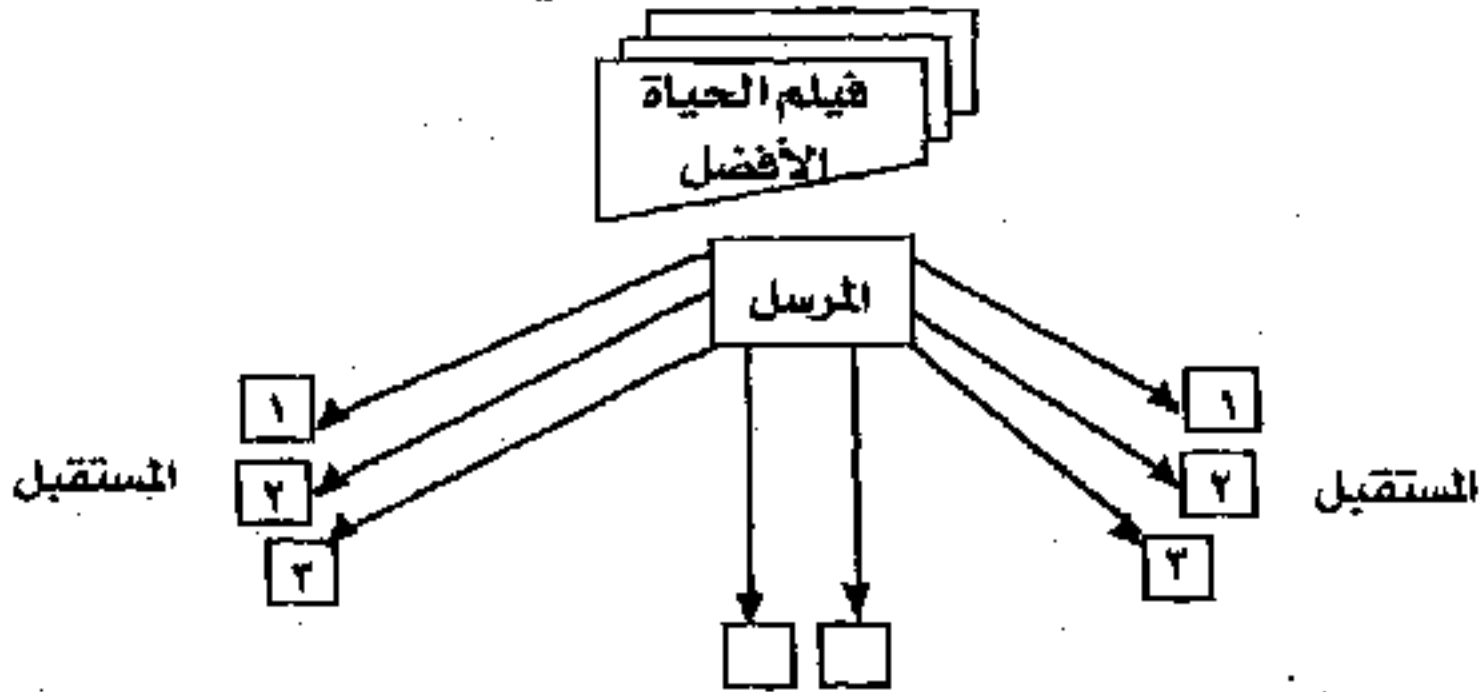 فيلم الحياة
الأفضل
المرسل
١
١
٢
٢
المستقبل
المستقبل
٣
٣